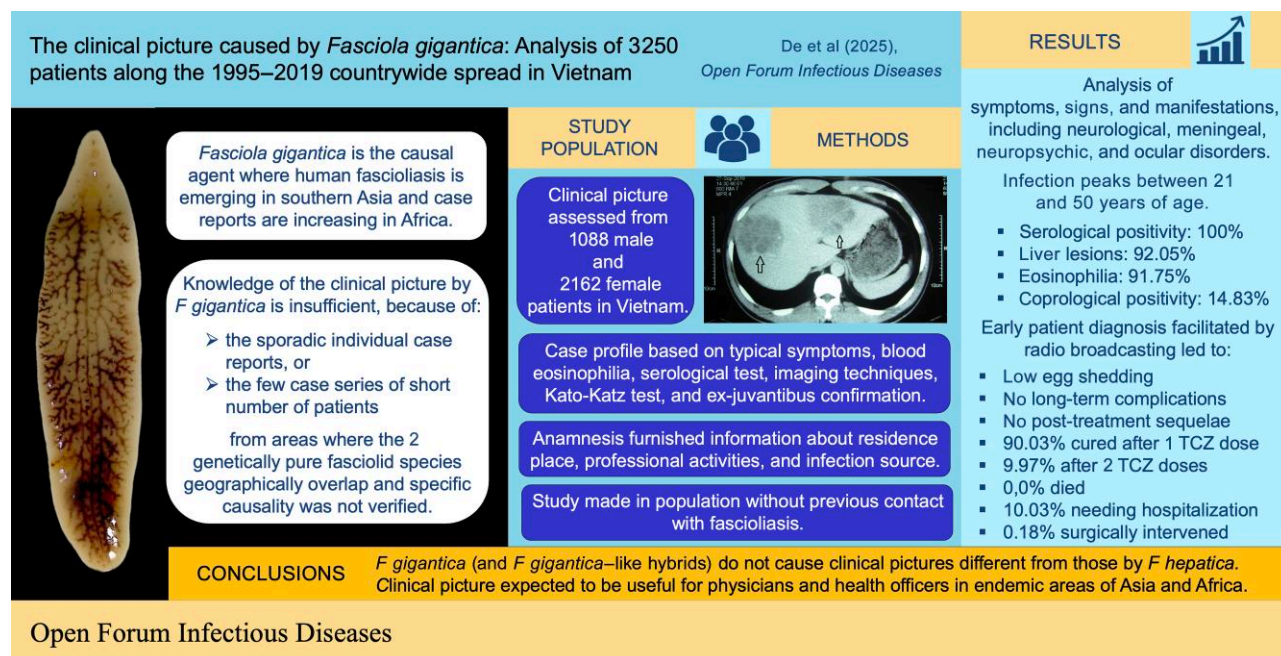 The clinical picture caused by Fasciola gigantica: Analysis of 3250
patients along the 1995–2019 countrywide spread in Vietnam
De et al (2025),
Open Forum Infectious Diseases
Fasciola gigantica is the causal
agent where human fascioliasis is
emerging in southern Asia and case
reports are increasing in Africa.
Knowledge of the clinical picture by
F gigantica is insufficient, because of:
➢ the sporadic individual case
reports, or
➢ the few case series of short
number of patients
from areas where the 2
genetically pure fasciolid species
geographically overlap and specific
causality was not verified.
STUDY
POPULATION
METHODS
Clinical picture
assessed from
1088 male
and
2162 female
patients in Vietnam.
Case profile based on typical symptoms, blood
eosinophilia, serological test, imaging techniques,
Kato-Katz test, and ex-juvantibus confirmation.
Anamnesis furnished information about residence
place, professional activities, and infection source.
Study made in population without previous contact
with fascioliasis.
RESULTS
Analysis of
symptoms, signs, and manifestations,
including neurological, meningeal,
neuropsychic, and ocular disorders.
Infection peaks between 21
and 50 years of age.
▪ Serological positivity: 100%
▪ Liver lesions: 92.05%
▪ Eosinophilia: 91.75%
▪ Coprological positivity: 14.83%
Early patient diagnosis facilitated by
radio broadcasting led to:
▪ Low egg shedding
▪ No long-term complications
▪ No post-treatment sequelae
▪ 90.03% cured after 1 TCZ dose
▪ 9.97% after 2 TCZ doses
▪ 0,0% died
▪ 10.03% needing hospitalization
▪ 0.18% surgically intervened
CONCLUSIONS
F gigantica (and F gigantica–like hybrids) do not cause clinical pictures different from those by F hepatica.
Clinical picture expected to be useful for physicians and health officers in endemic areas of Asia and Africa.
Open Forum Infectious Diseases